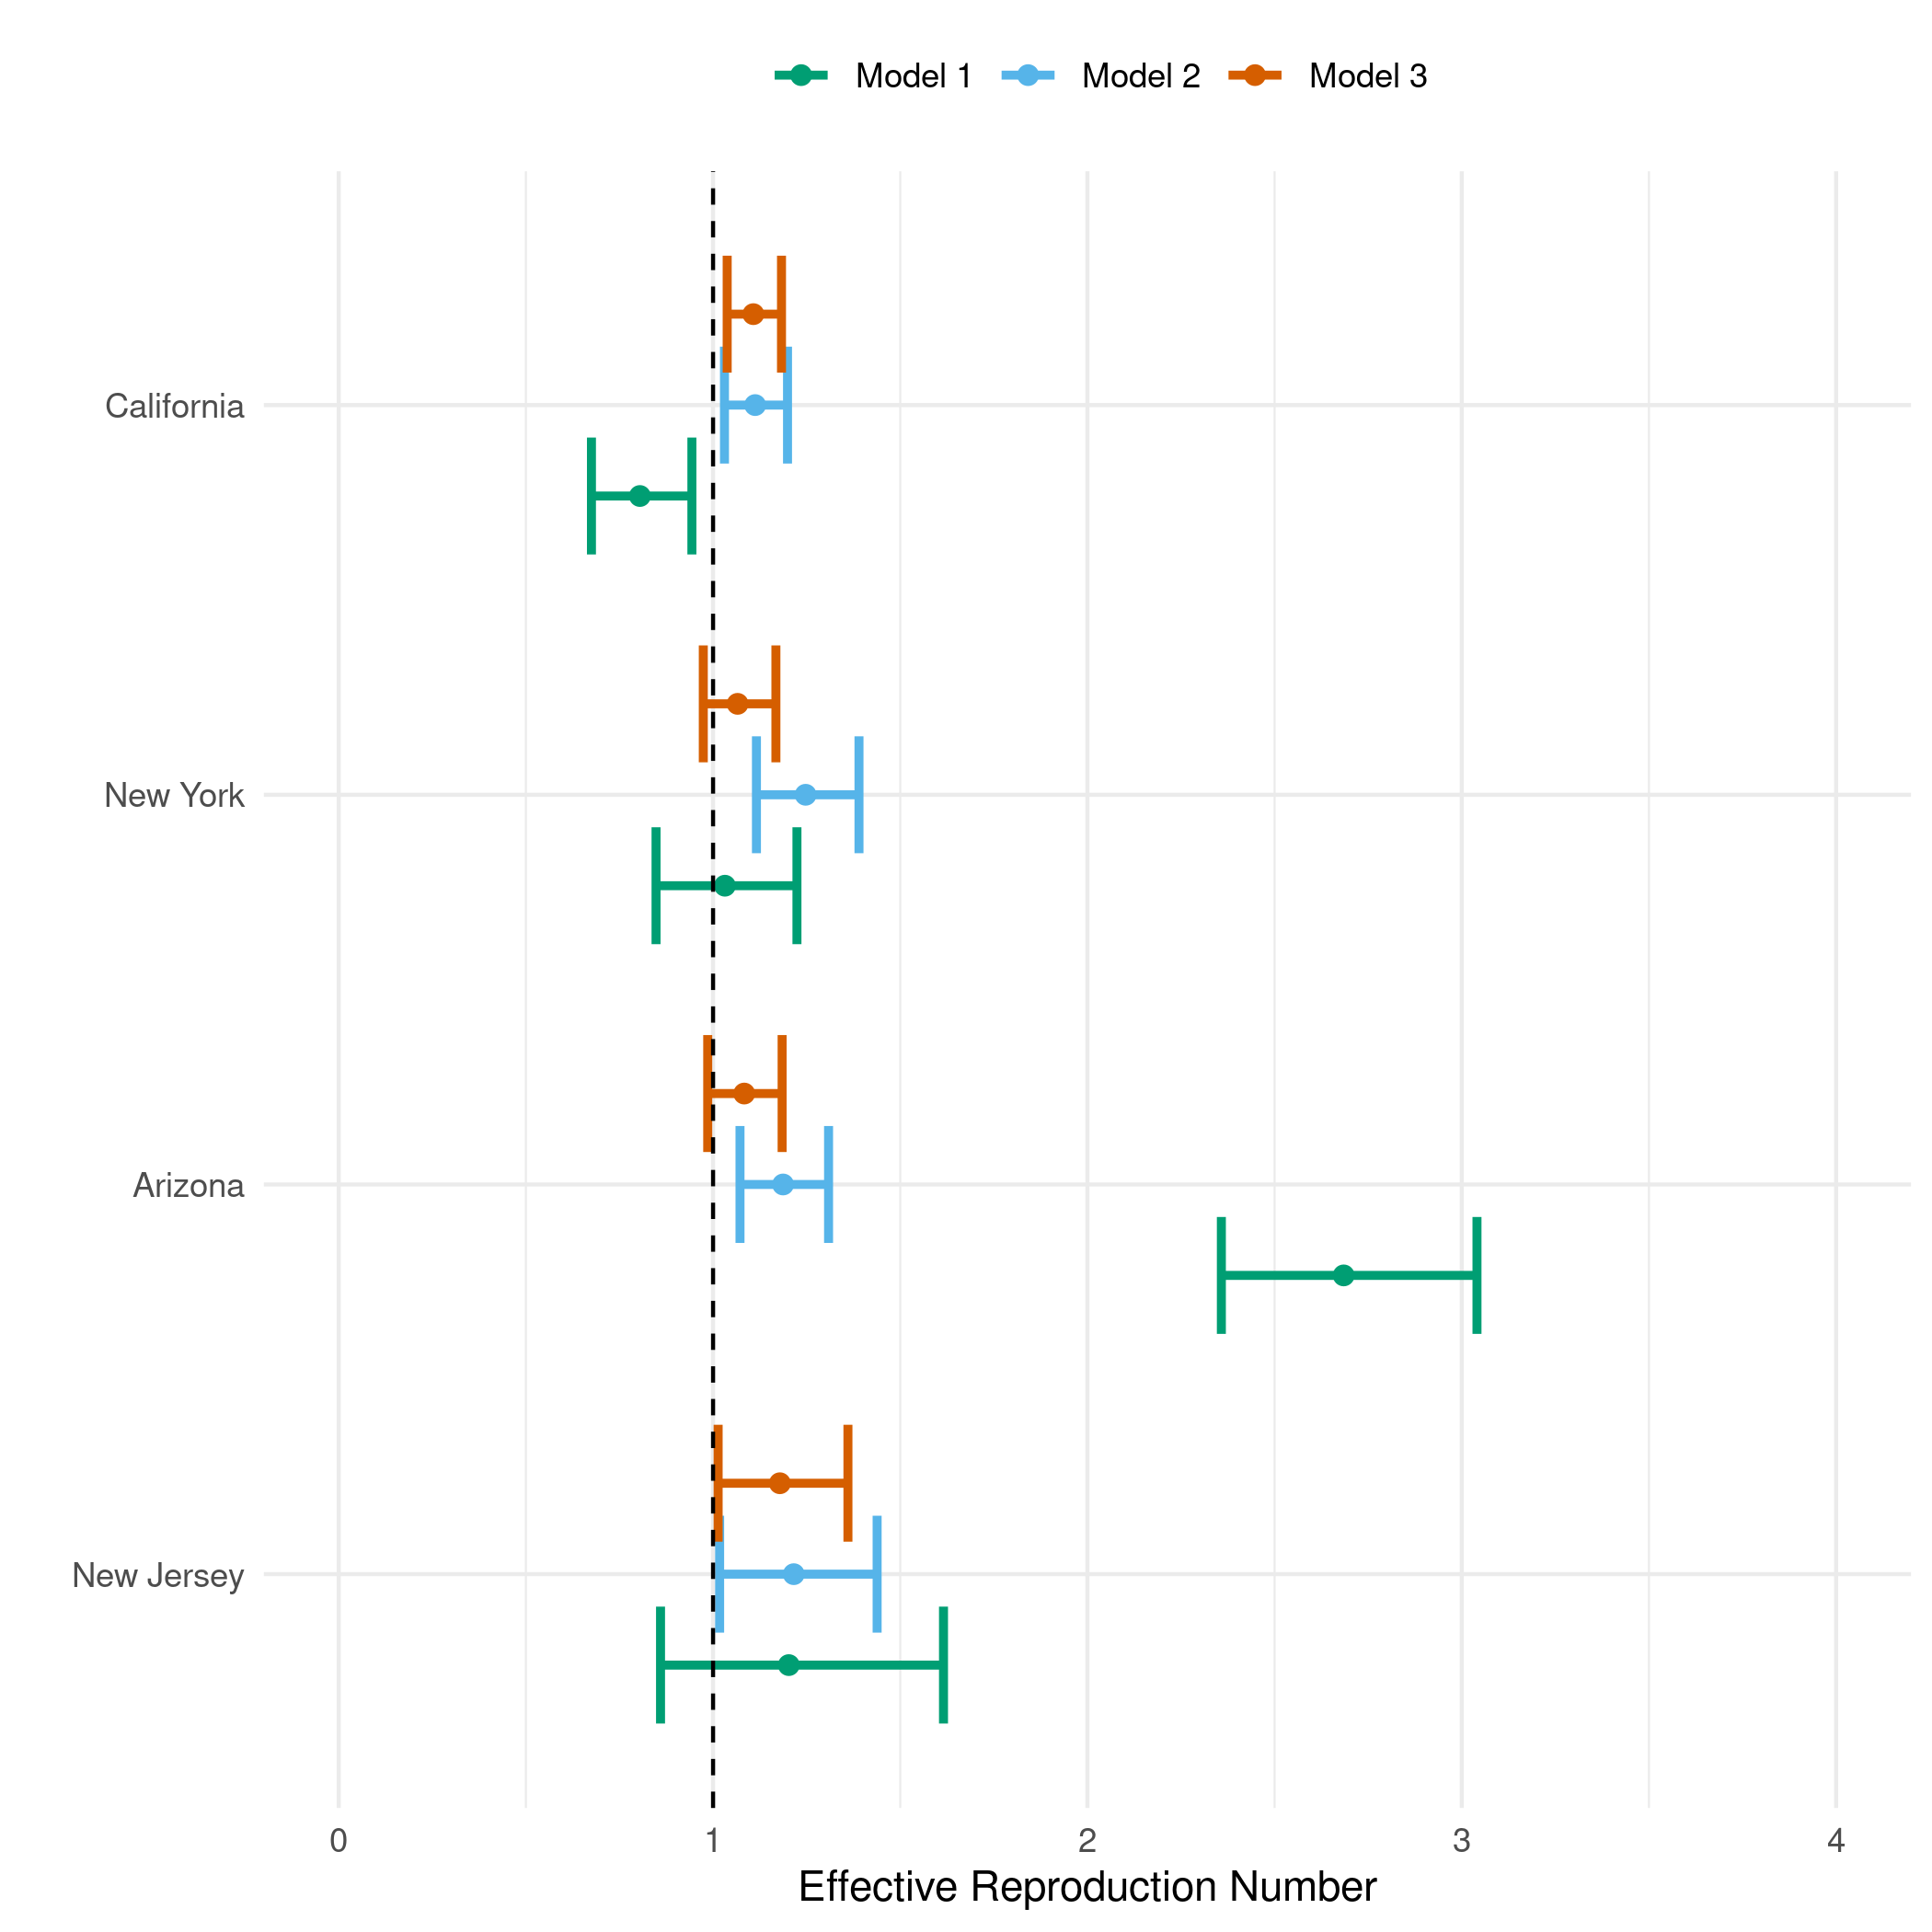 Model 1 Model 2 Model 3
California
New York
Arizona
New Jersey
0 1 2 3 4
Effective Reproduction Number